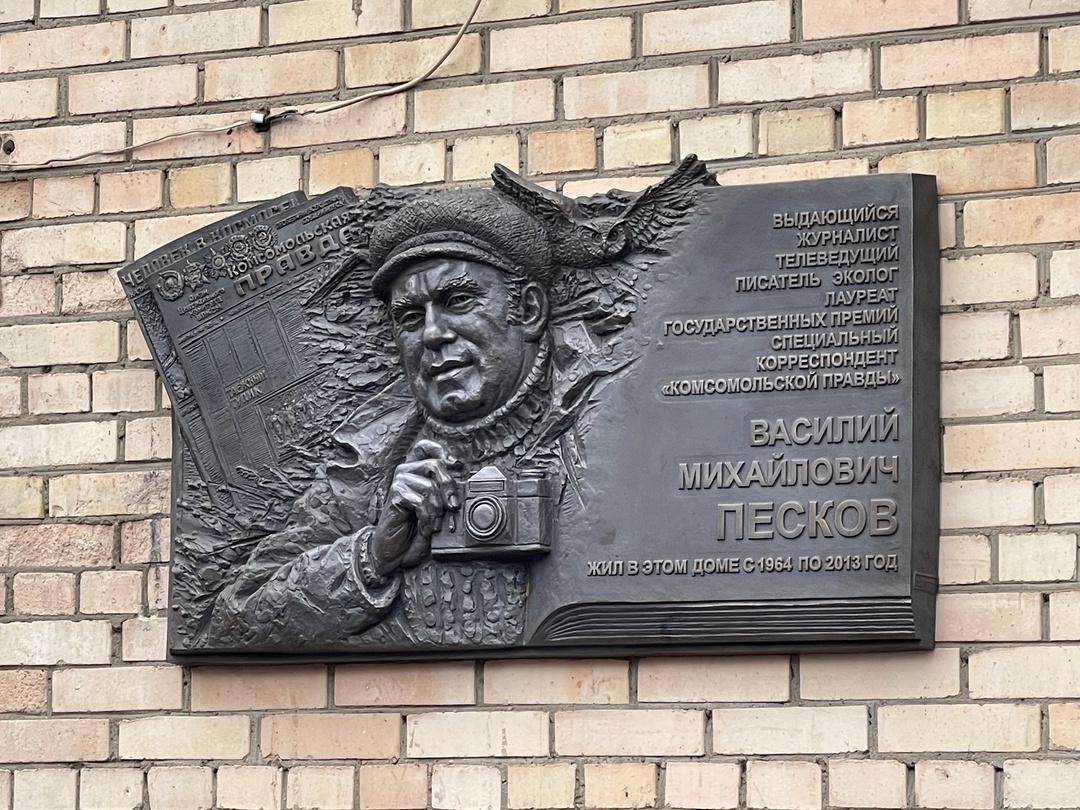 КОМСОМОЛЬСКАЯ
ПРАВДА
ВЫДАЮЩИЙСЯ
ЖУРНАЛИСТ
ТЕЛЕВЕДУЩИЙ
ПИСАТЕЛЬ ЭКОЛОГ
ЛАУРЕАТ
ГОСУДАРСТВЕННЫХ ПРЕМИЙ
СПЕЦИАЛЬНЫЙ
КОРРЕСПОНДЕНТ
«КОМСОМОЛЬСКОЙ ПРАВДЫ»
ВАСИЛИЙ
МИХАЙЛОВИЧ
ПЕСКОВ
ЖИЛ В ЭТОМ ДОМЕ С 1964 ПО 2013 ГОД